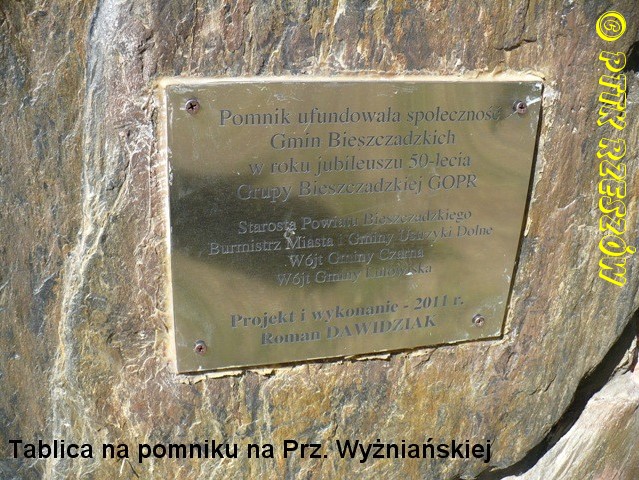 Pomnik ufundowała społeczność
Gmin Bieszczadzkich
w roku jubileuszu 50-lecia
Grupy Bieszczadzkiej GOPR
Starosta Powiatu Bieszczadzkiego
Burmistrz Miasta i Gminy Ustrzyki Dolne
Wójt Gminy Czarna
Wójt Gminy Lutowiska
Projekt i wykonanie - 2011 r.
Roman DAWIDZIAK
Tablica na pomniku na Prz. Wyżniańskiej
© PTTK RZESZÓW